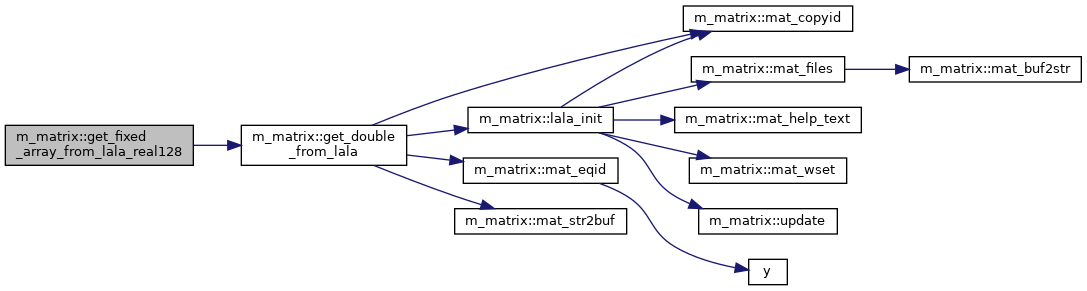 m_matrix::get_fixed
_array_from_lala_real128
m_matrix::get_double
_from_lala
m_matrix::mat_copyid
m_matrix::lala_init
m_matrix::mat_files
m_matrix::mat_buf2str
m_matrix::mat_help_text
m_matrix::mat_wset
m_matrix::update
m_matrix::mat_eqid
y
m_matrix::mat_str2buf